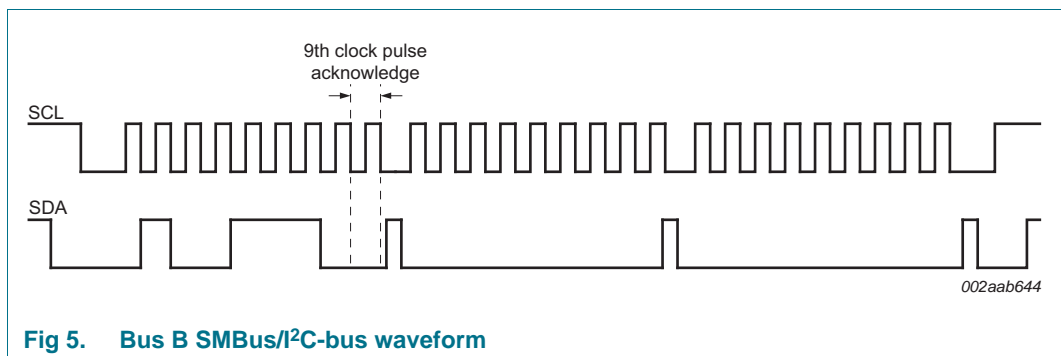 9th clock pulse
acknowledge
SCL
SDA
002aab644
Fig 5. Bus B SMBus/I²C-bus waveform